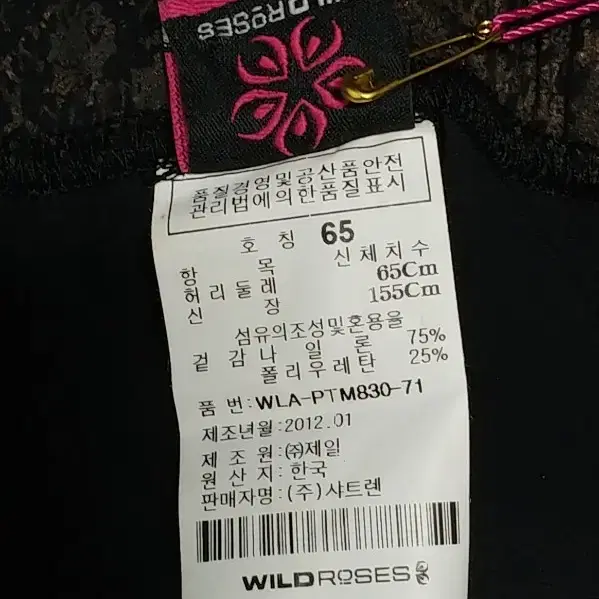 WILDROSES
품질경영및공산품안전
관리법에의한품질표시
호 칭 65
항 목 신체치수
허리둘레 65Cm
신 장 155Cm
섬유의조성및혼용율
겉 감 나 일 론 75%
폴리우레탄 25%
품 번:WLA-PTM830-71
제조년월:2012.01
제 조 원:㈜제일
원 산 지: 한국
판매자명:(주)샤트렌
WILDROSES